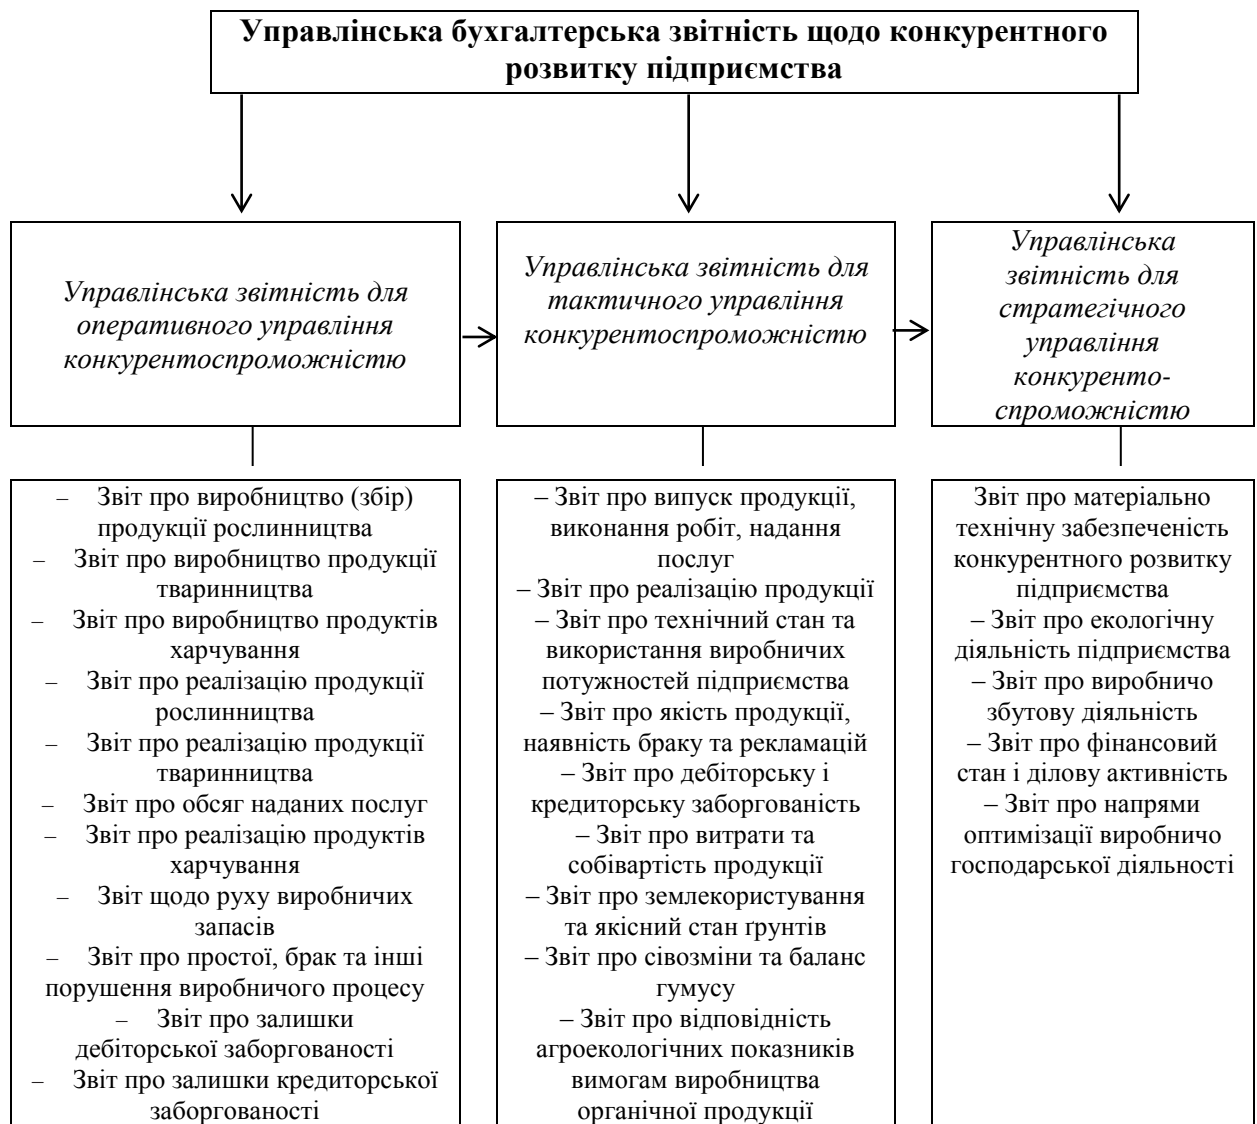 Управлінська бухгалтерська звітність щодо конкурентного
розвитку підприємства
Управлінська звітність для
оперативного управління
конкурентоспроможністю
Управлінська звітність для
тактичного управління
конкурентоспроможністю
Управлінська
звітність для
стратегічного
управління
конкуренто-
спроможністю
– Звіт про виробництво (збір)
продукції рослинництва
– Звіт про виробництво продукції
тваринництва
– Звіт про виробництво продуктів
харчування
– Звіт про реалізацію продукції
рослинництва
– Звіт про реалізацію продукції
тваринництва
– Звіт про обсяг наданих послуг
– Звіт про реалізацію продуктів
харчування
– Звіт щодо руху виробничих
запасів
– Звіт про простої, брак та інші
порушення виробничого процесу
– Звіт про залишки
дебіторської заборгованості
– Звіт про залишки кредиторської
заборгованості
– Звіт про випуск продукції,
виконання робіт, надання
послуг
– Звіт про реалізацію продукції
– Звіт про технічний стан та
використання виробничих
потужностей підприємства
– Звіт про якість продукції,
наявність браку та рекламацій
– Звіт про дебіторську і
кредиторську заборгованість
– Звіт про витрати та
собівартість продукції
– Звіт про землекористування
та якісний стан ґрунтів
– Звіт про сівозміни та баланс
гумусу
– Звіт про відповідність
агроекологічних показників
вимогам виробництва
органічної продукції
Звіт про матеріально
технічну забезпеченість
конкурентного розвитку
підприємства
– Звіт про екологічну
діяльність підприємства
– Звіт про виробничо
збутову діяльність
– Звіт про фінансовий
стан і ділову активність
– Звіт про напрями
оптимізації виробничо
господарської діяльності